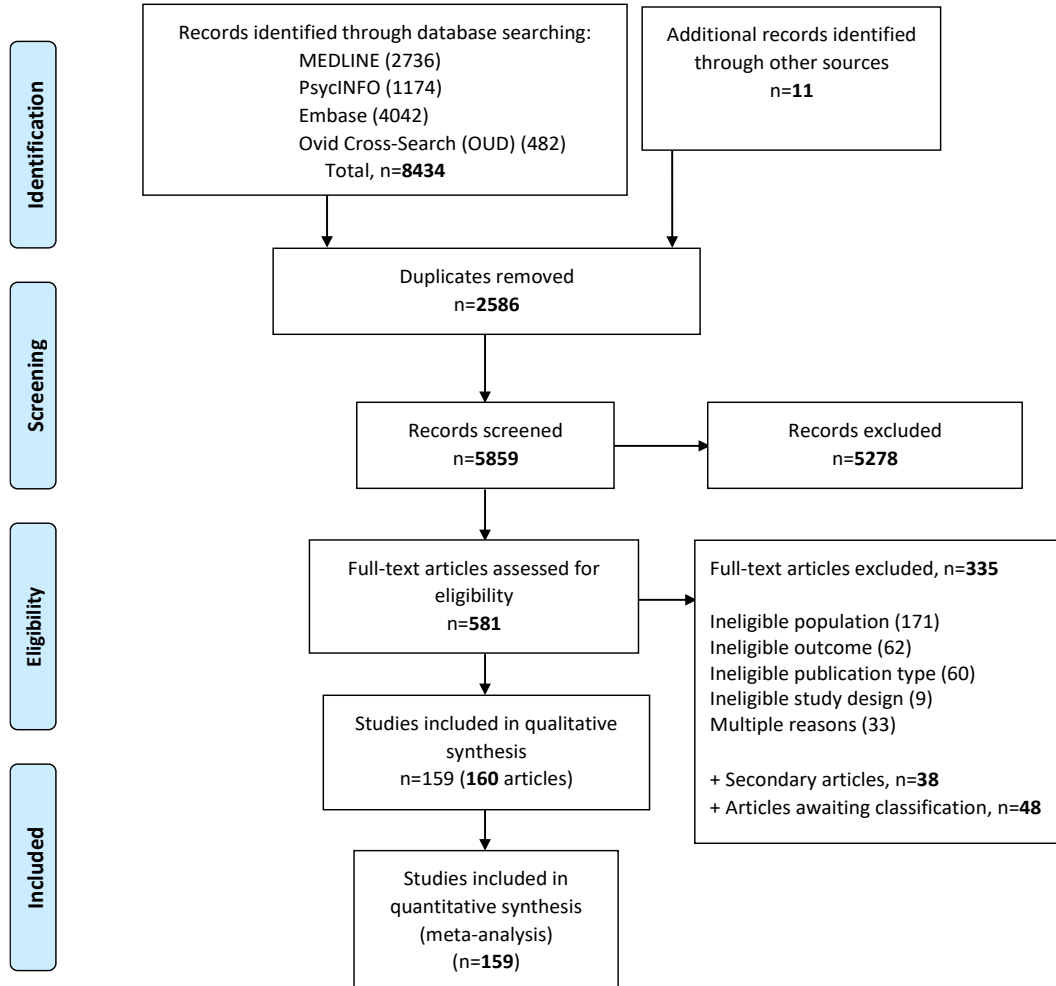 Identification
Records identified through database searching:
MEDLINE (2736)
PsycINFO (1174)
Embase (4042)
Ovid Cross-Search (OUD) (482)
Total, n=8434
Additional records identified
through other sources
n=11
Duplicates removed
n=2586
Screening
Records screened
n=5859
Records excluded
n=5278
Eligibility
Full-text articles assessed for
eligibility
n=581
Full-text articles excluded, n=335
Ineligible population (171)
Ineligible outcome (62)
Ineligible publication type (60)
Ineligible study design (9)
Multiple reasons (33)
+ Secondary articles, n=38
+ Articles awaiting classification, n=48
Studies included in qualitative
synthesis
n=159 (160 articles)
Included
Studies included in
quantitative synthesis
(meta-analysis)
(n=159)